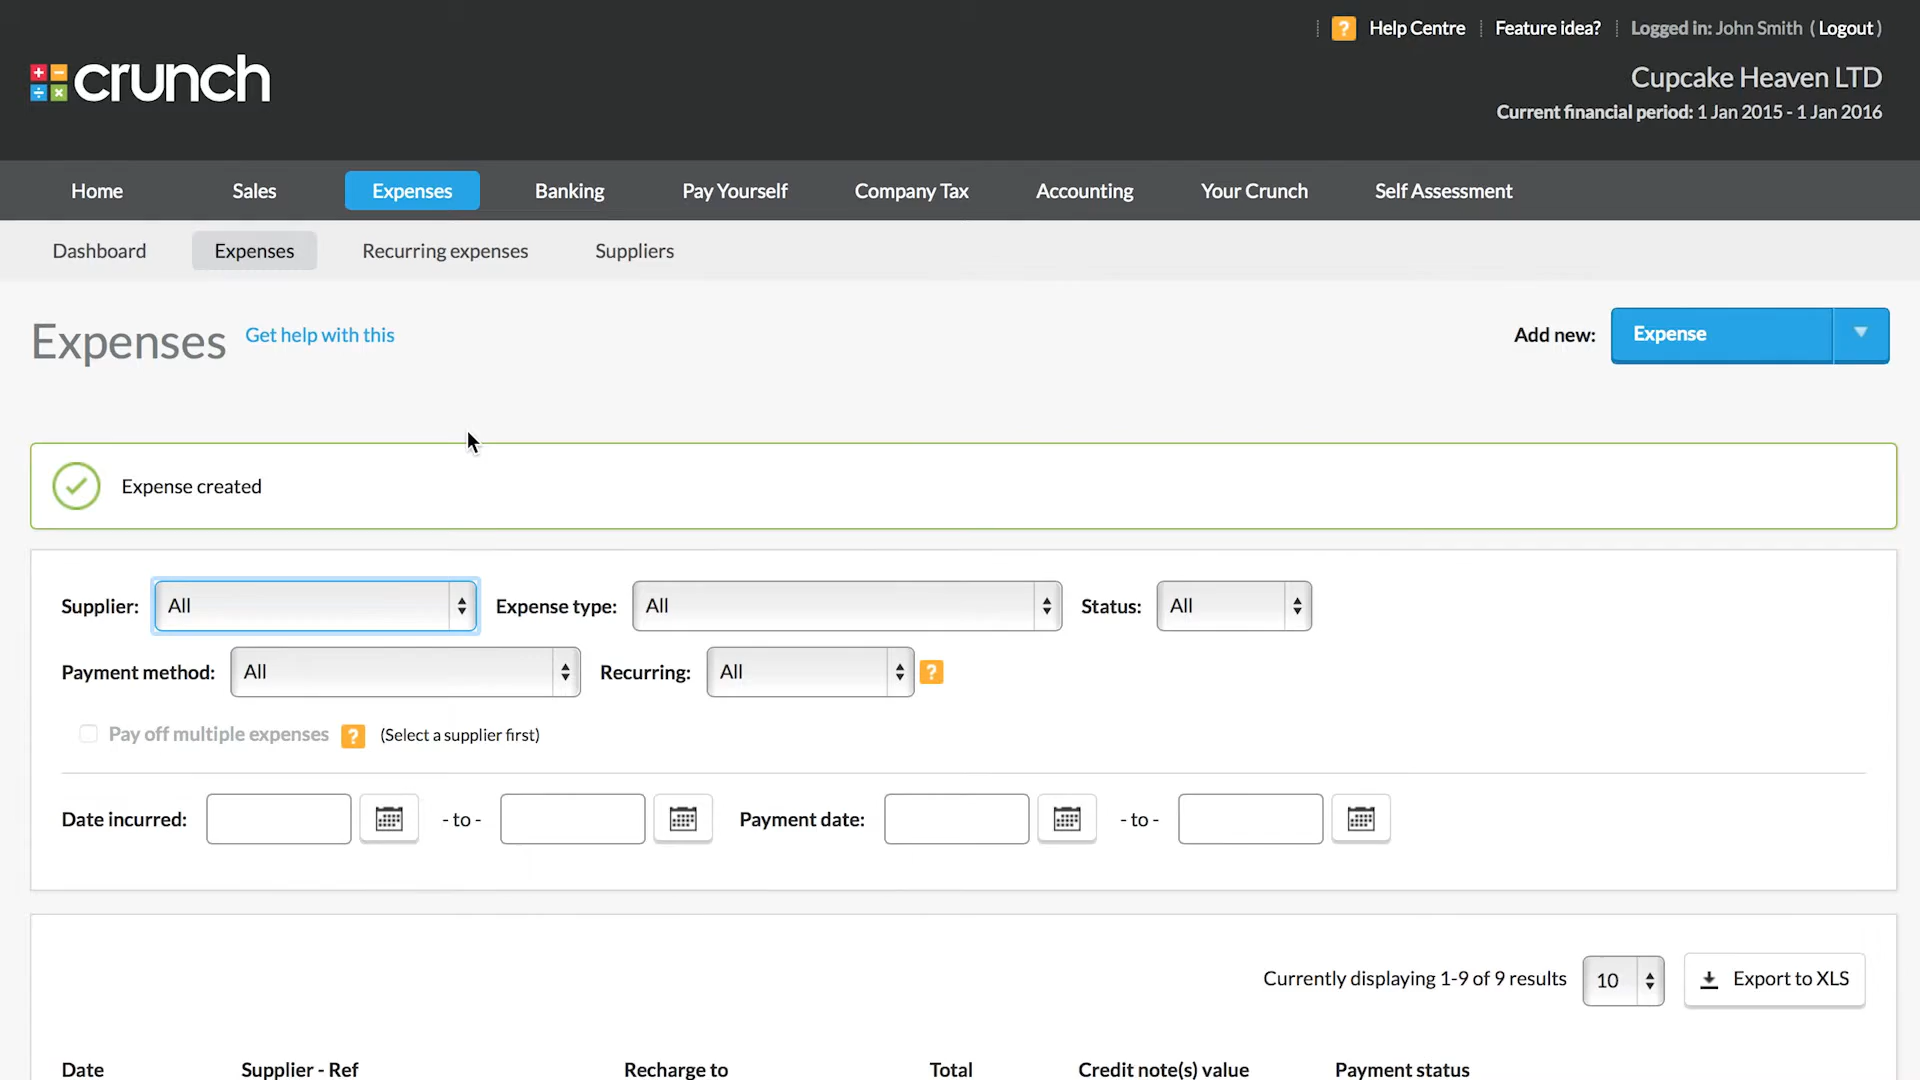 ? Help Centre Feature idea? Logged in: John Smith ( Logout )
crunch
Cupcake Heaven LTD
Current financial period: 1 Jan 2015 - 1 Jan 2016
Home Sales Expenses Banking Pay Yourself Company Tax Accounting Your Crunch Self Assessment
Dashboard Expenses Recurring expenses Suppliers
Expenses Get help with this Add new: Expense
Expense created
Supplier: All Expense type: All Status: All
Payment method: All Recurring: All ?
Pay off multiple expenses ? (Select a supplier first)
Date incurred: - to - Payment date: - to -
Currently displaying 1-9 of 9 results 10 Export to XLS
Date Supplier - Ref Recharge to Total Credit note(s) value Payment status